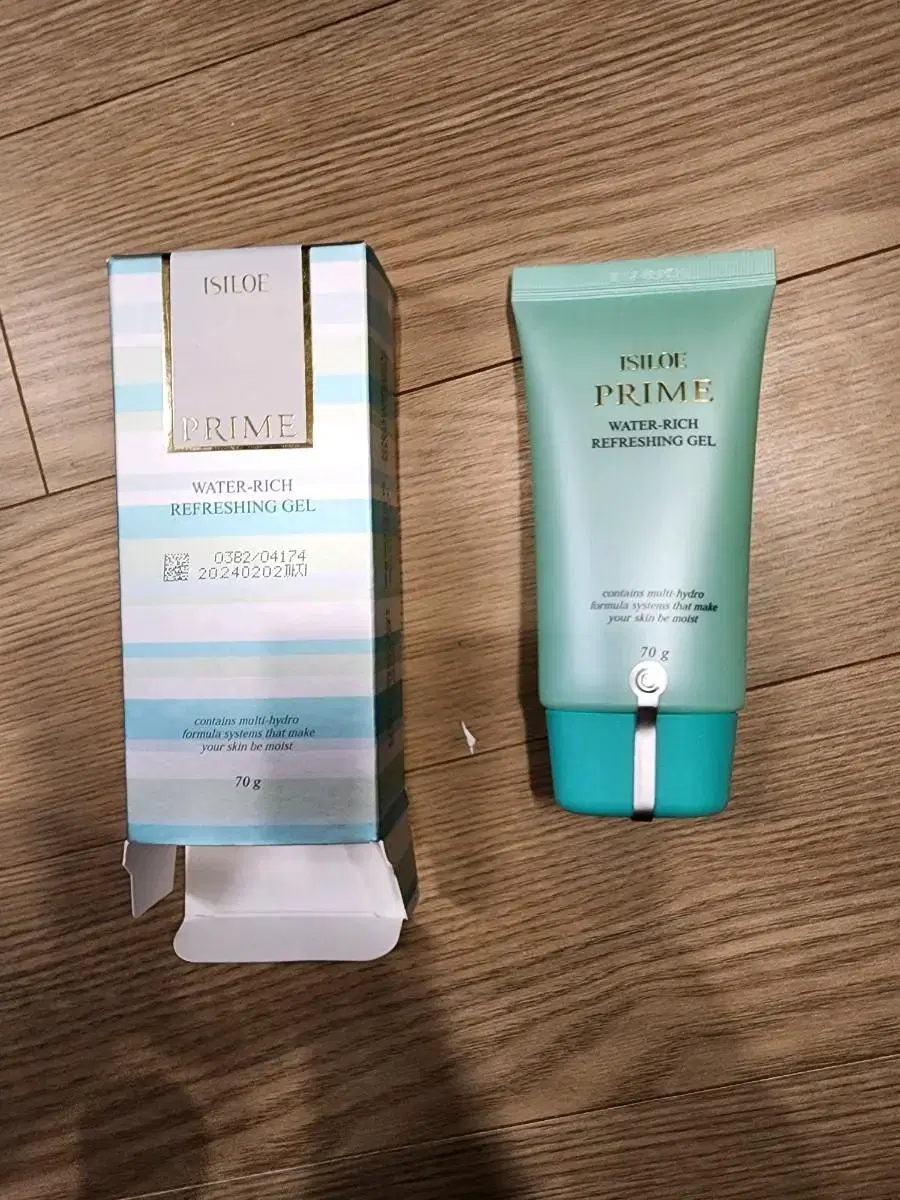 ISILOE
PRIME
WATER-RICH
REFRESHING GEL
0382/04174
20240202까지
contains multi-hydro
formula systems that make
your skin be moist
70 g
ISILOE
PRIME
WATER-RICH
REFRESHING GEL
contains multi-hydro
formula systems that make
your skin be moist
70 g